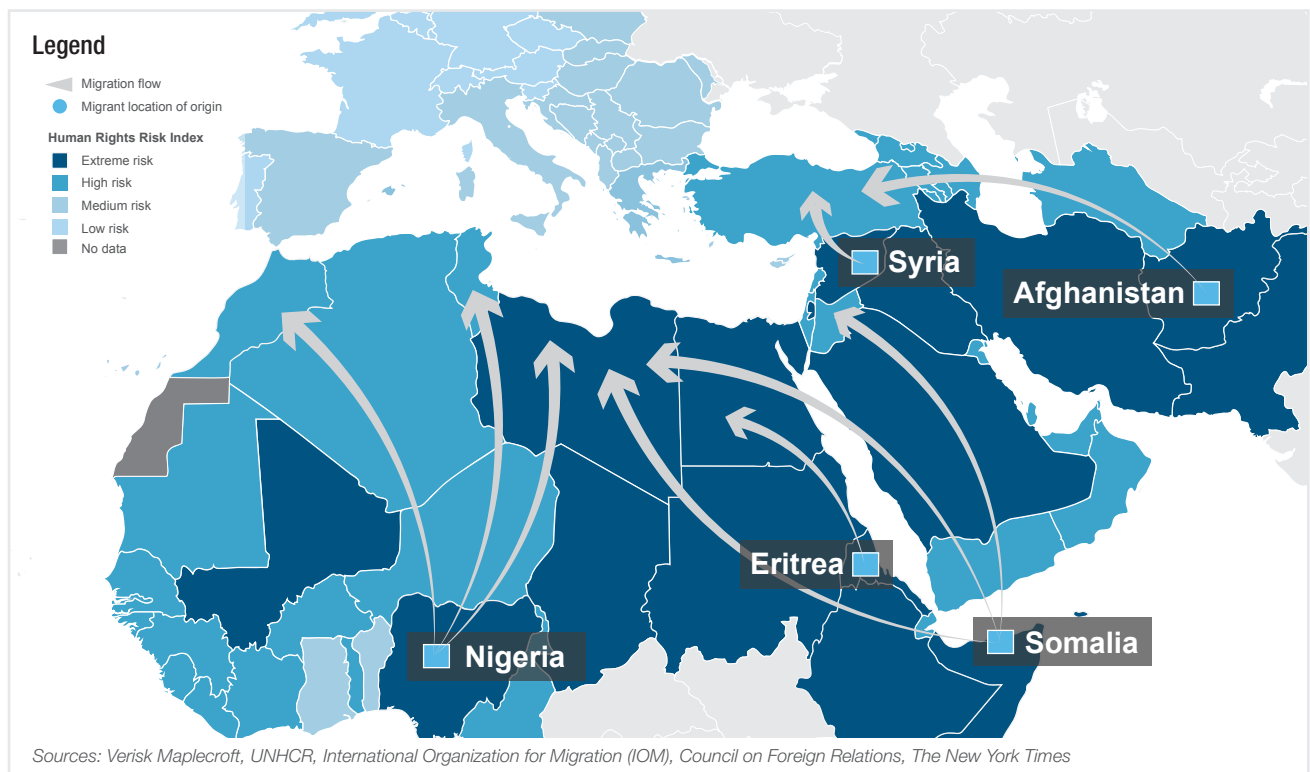 Legend
Migration flow
Migrant location of origin
Human Rights Risk Index
Extreme risk
High risk
Medium risk
Low risk
No data
Syria
Afghanistan
Eritrea
Nigeria
Somalia
Sources: Verisk Maplecroft, UNHCR, International Organization for Migration (IOM), Council on Foreign Relations, The New York Times